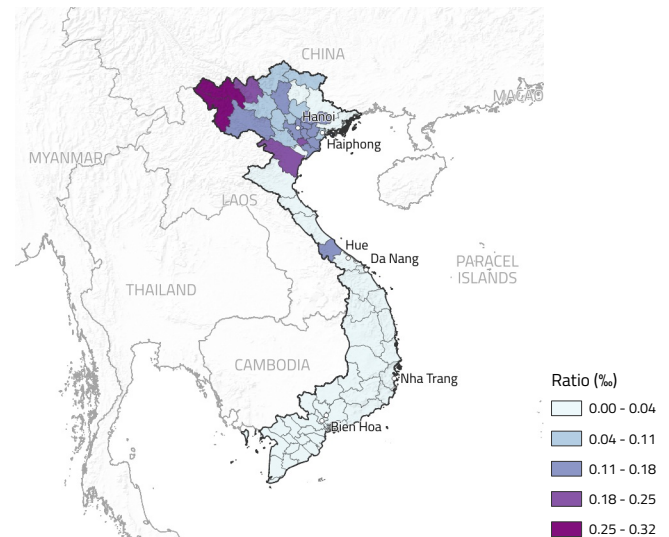 CHINA
MACAO
Hanoi
Haiphong
MYANMAR
LAOS
Hue
Da Nang
PARACEL
ISLANDS
THAILAND
CAMBODIA
Nha Trang
Bien Hoa
Ratio (‰)
0.00 - 0.04
0.04 - 0.11
0.11 - 0.18
0.18 - 0.25
0.25 - 0.32